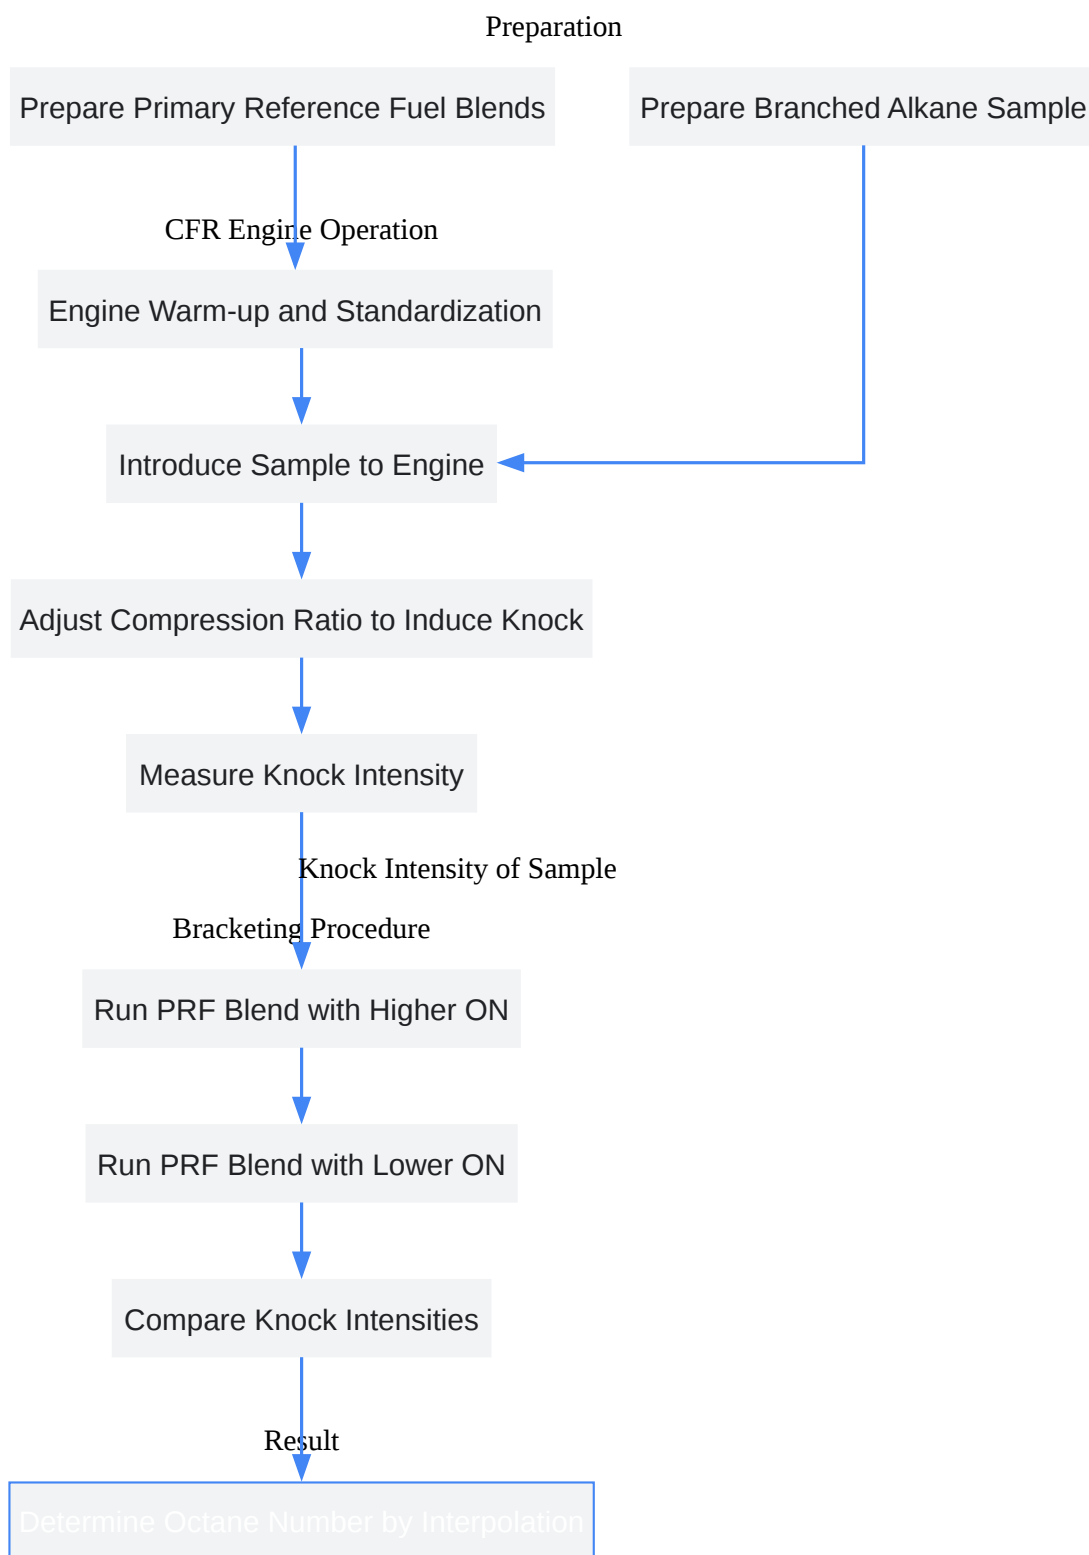 Preparation
Prepare Primary Reference Fuel Blends
Prepare Branched Alkane Sample
CFR Engine Operation
Engine Warm-up and Standardization
Introduce Sample to Engine
Adjust Compression Ratio to Induce Knock
Measure Knock Intensity
Knock Intensity of Sample
Bracketing Procedure
Run PRF Blend with Higher ON
Run PRF Blend with Lower ON
Compare Knock Intensities
Result
Determine Octane Number by Interpolation